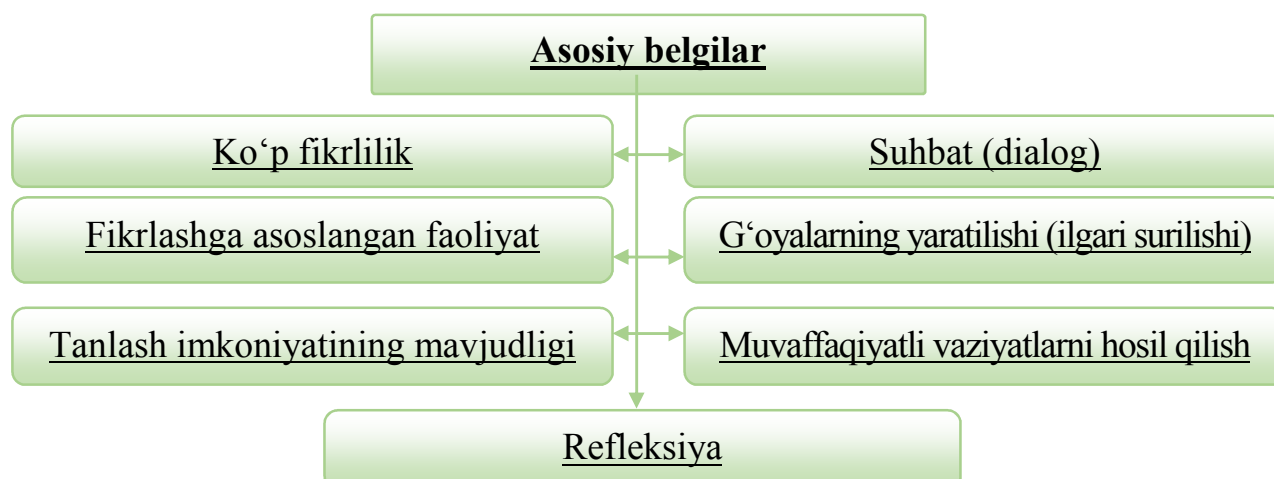 Asosiy belgilar
Ko‘p fikrlilik
Suhbat (dialog)
Fikrlashga asoslangan faoliyat
G‘oyalarning yaratilishi (ilgari surilishi)
Tanlash imkoniyatining mavjudligi
Muvaffaqiyatli vaziyatlarni hosil qilish
Refleksiya